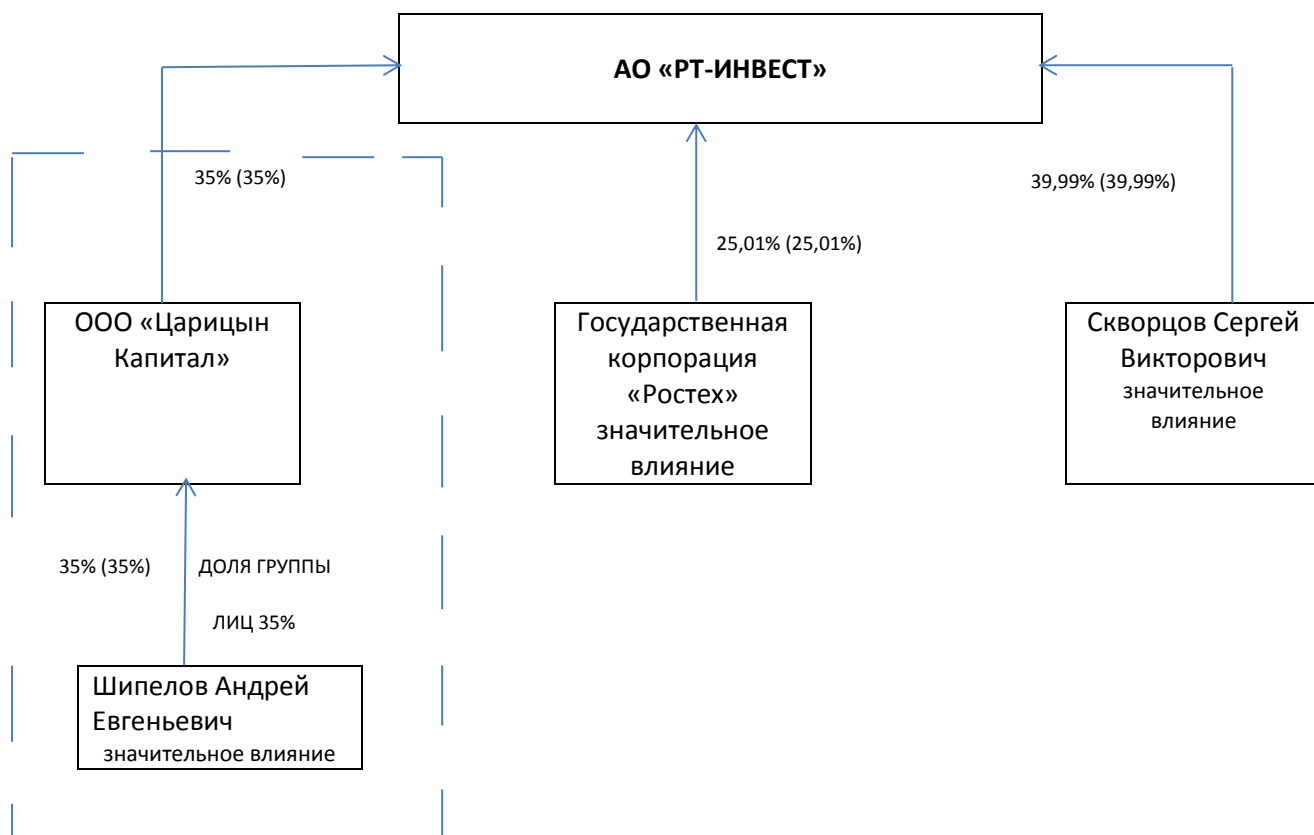 АО «РТ-ИНВЕСТ»
35% (35%)
39,99% (39,99%)
25,01% (25,01%)
ООО «Царицын
Капитал»
Государственная
корпорация
«Ростех»
значительное
влияние
Скворцов Сергей
Викторович
значительное
влияние
35% (35%)
ДОЛЯ ГРУППЫ
ЛИЦ 35%
Шипелов Андрей
Евгеньевич
значительное влияние